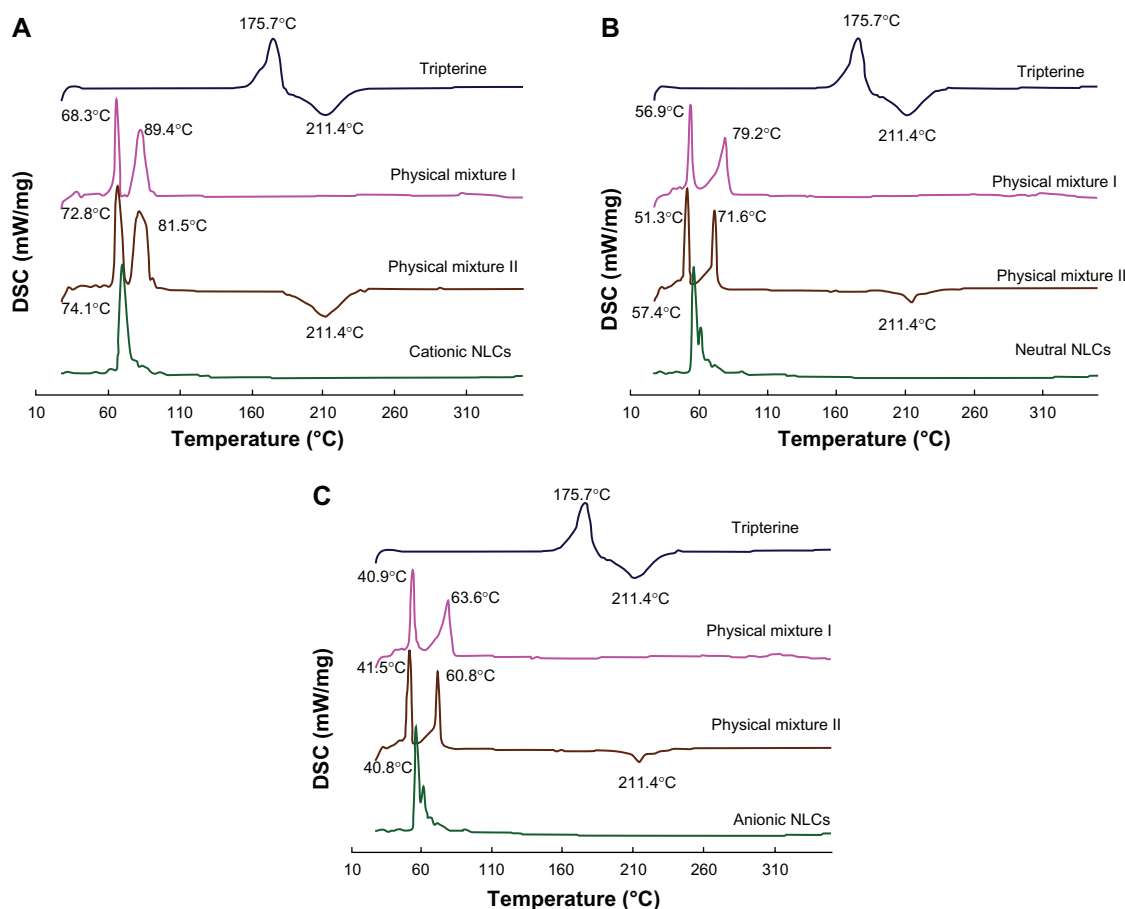 A
175.7°C
Tripterine
68.3°C
89.4°C
211.4°C
Physical mixture I
72.8°C
81.5°C
Physical mixture II
74.1°C
211.4°C
Cationic NLCs
DSC (mW/mg)
10 60 110 160 210 260 310
Temperature (°C)
B
175.7°C
Tripterine
56.9°C
79.2°C
211.4°C
Physical mixture I
51.3°C
71.6°C
Physical mixture II
57.4°C
211.4°C
Neutral NLCs
DSC (mW/mg)
10 60 110 160 210 260 310
Temperature (°C)
C
175.7°C
Tripterine
40.9°C
63.6°C
211.4°C
Physical mixture I
41.5°C
60.8°C
Physical mixture II
40.8°C
211.4°C
Anionic NLCs
DSC (mW/mg)
10 60 110 160 210 260 310
Temperature (°C)